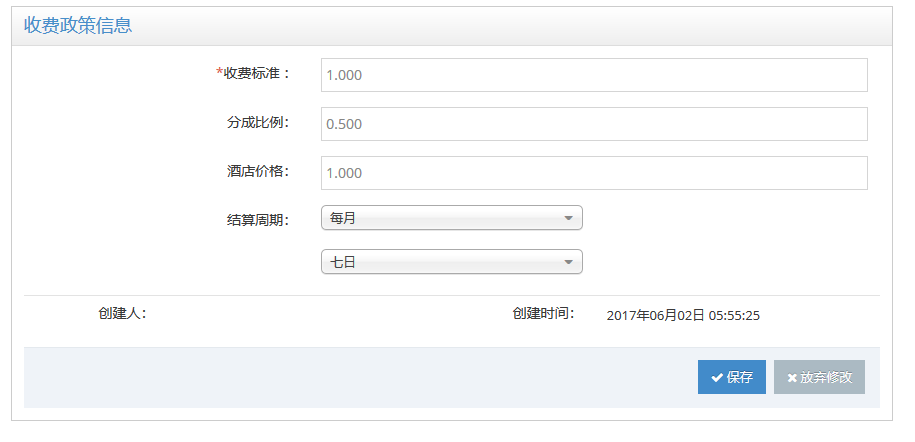 收费政策信息
*收费标准： 1.000
分成比例： 0.500
酒店价格： 1.000
结算周期： 每月
七日
创建人： 创建时间： 2017年06月02日 05:55:25
保存 放弃修改